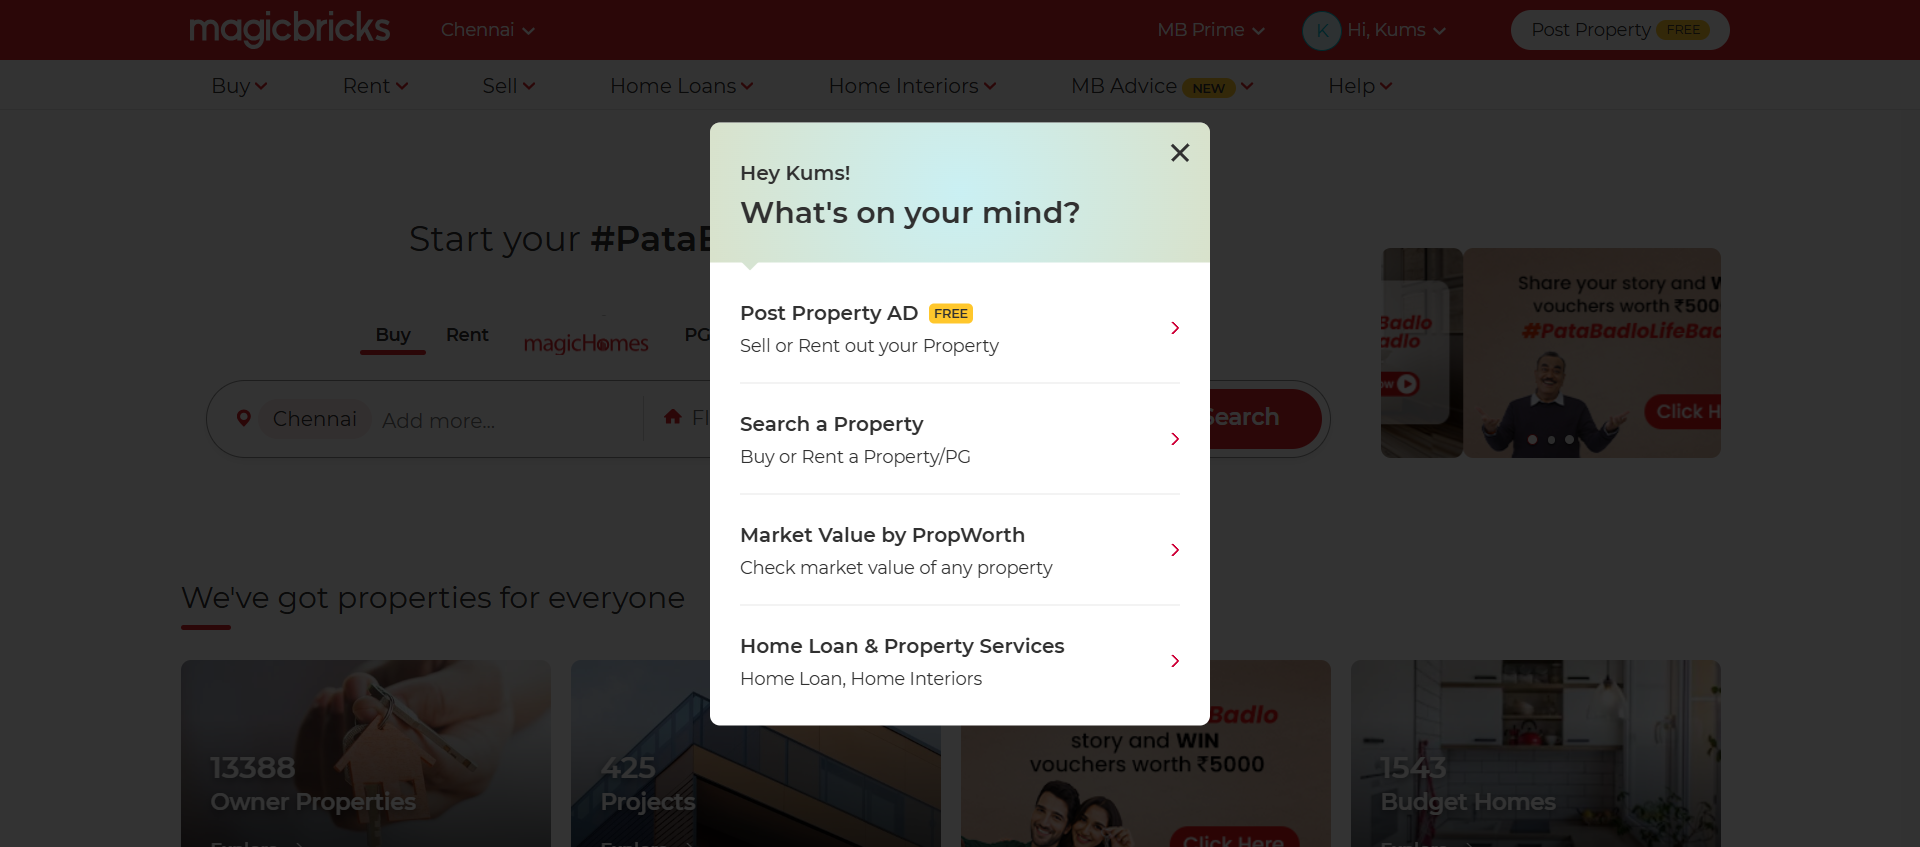 magicbricks
Chennai
MB Prime
K
Hi, Kums
Post Property FREE
Buy
Rent
Sell
Home Loans
Home Interiors
MB Advice NEW
Help
Hey Kums!
What's on your mind?
Post Property AD FREE
Sell or Rent out your Property
Search a Property
Buy or Rent a Property/PG
Market Value by PropWorth
Check market value of any property
Home Loan & Property Services
Home Loan, Home Interiors
Start your
Buy
Rent
magicHomes
PG
Chennai
Add more...
Search
Share your story and
vouchers worth ₹500
Badlo
adlo
#PataBadloLifeBad
Click
We've got properties for everyone
13388
Owner Properties
425
Projects
Badlo
story and WIN
vouchers worth ₹5000
Click Here
1543
Budget Homes